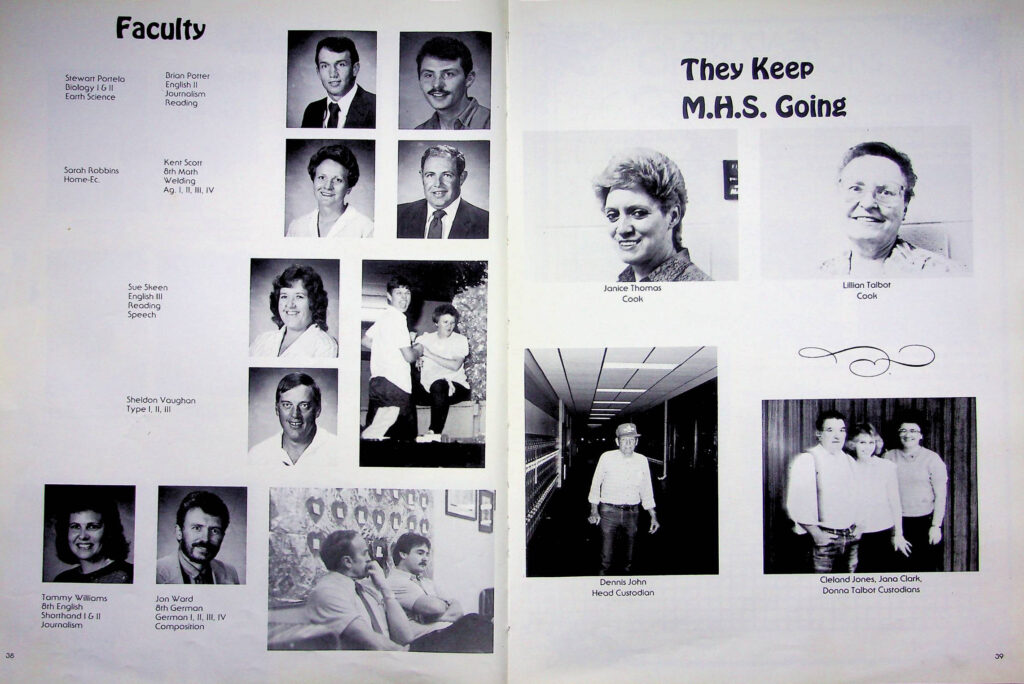 Faculty
Stewart Portela
Biology I & II
Earth Science
Brian Potter
English II
Journalism
Reading
Sarah Robbins
Home-Ec.
Kent Scott
8th Math
Welding
Ag. I, II, III, IV
Sue Skeen
English III
Reading
Speech
Sheldon Vaughan
Type I, II, III
Tammy Williams
8th English
Shorthand I & II
Journalism
Jon Ward
8th German
German I, II, III, IV
Composition
38
They Keep
M.H.S. Going
Janice Thomas
Cook
Lillian Talbot
Cook
Dennis John
Head Custodian
Cleland Jones, Jana Clark,
Donna Talbot Custodians
39